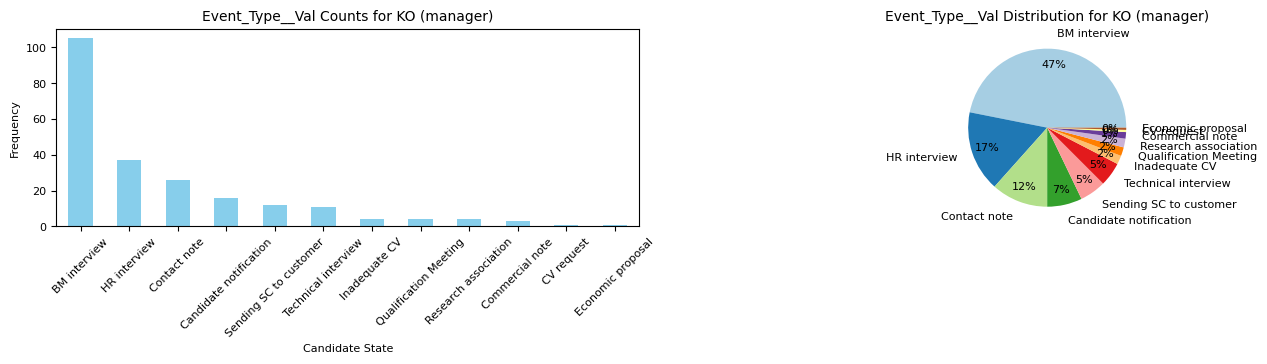 Event_Type__Val Counts for KO (manager)
Frequency
100
80
60
40
20
0
BM interview
HR interview
Contact note
Candidate notification
Sending SC to customer
Technical interview
Inadequate CV
Qualification Meeting
Research association
Commercial note
CV request
Economic proposal
Candidate State
Event_Type__Val Distribution for KO (manager)
BM interview
47%
HR interview
17%
Contact note
12%
Candidate notification
7%
Sending SC to customer
5%
Technical interview
5%
Inadequate CV
2%
Qualification Meeting
2%
Research association
2%
Commercial note
CV request
Economic proposal
0%